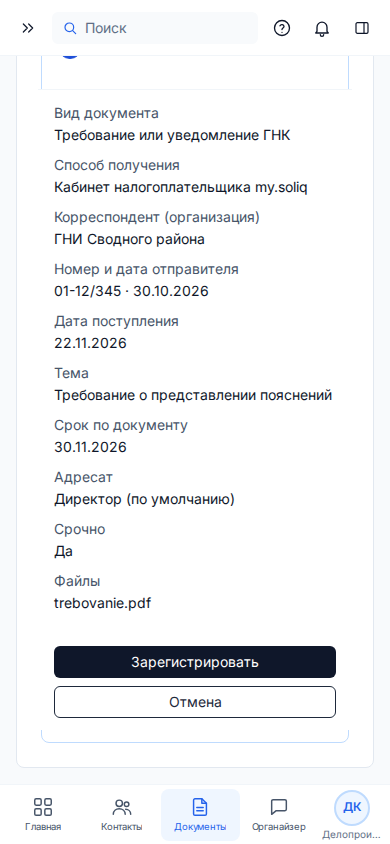 Поиск
Вид документа
Требование или уведомление ГНК
Способ получения
Кабинет налогоплательщика my.soliq
Корреспондент (организация)
ГНИ Сводного района
Номер и дата отправителя
01-12/345 · 30.10.2026
Дата поступления
22.11.2026
Тема
Требование о представлении пояснений
Срок по документу
30.11.2026
Адресат
Директор (по умолчанию)
Срочно
Да
Файлы
trebovanie.pdf
Зарегистрировать
Отмена
ДК
Главная Контакты Документы Органайзер Делопрои...